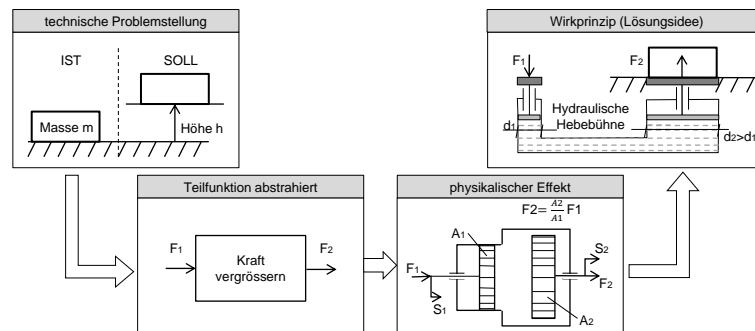 technische Problemstellung
IST
SOLL
Masse m
Höhe h
Wirkprinzip (Lösungsidee)
F1
F2
Hydraulische
Hebebühne
d1
d2>d1
Teilfunktion abstrahiert
F1
F2
Kraft
vergrössern
physikalischer Effekt
F2= A2/A1 F1
A1
S2
F1
F2
S1
A2